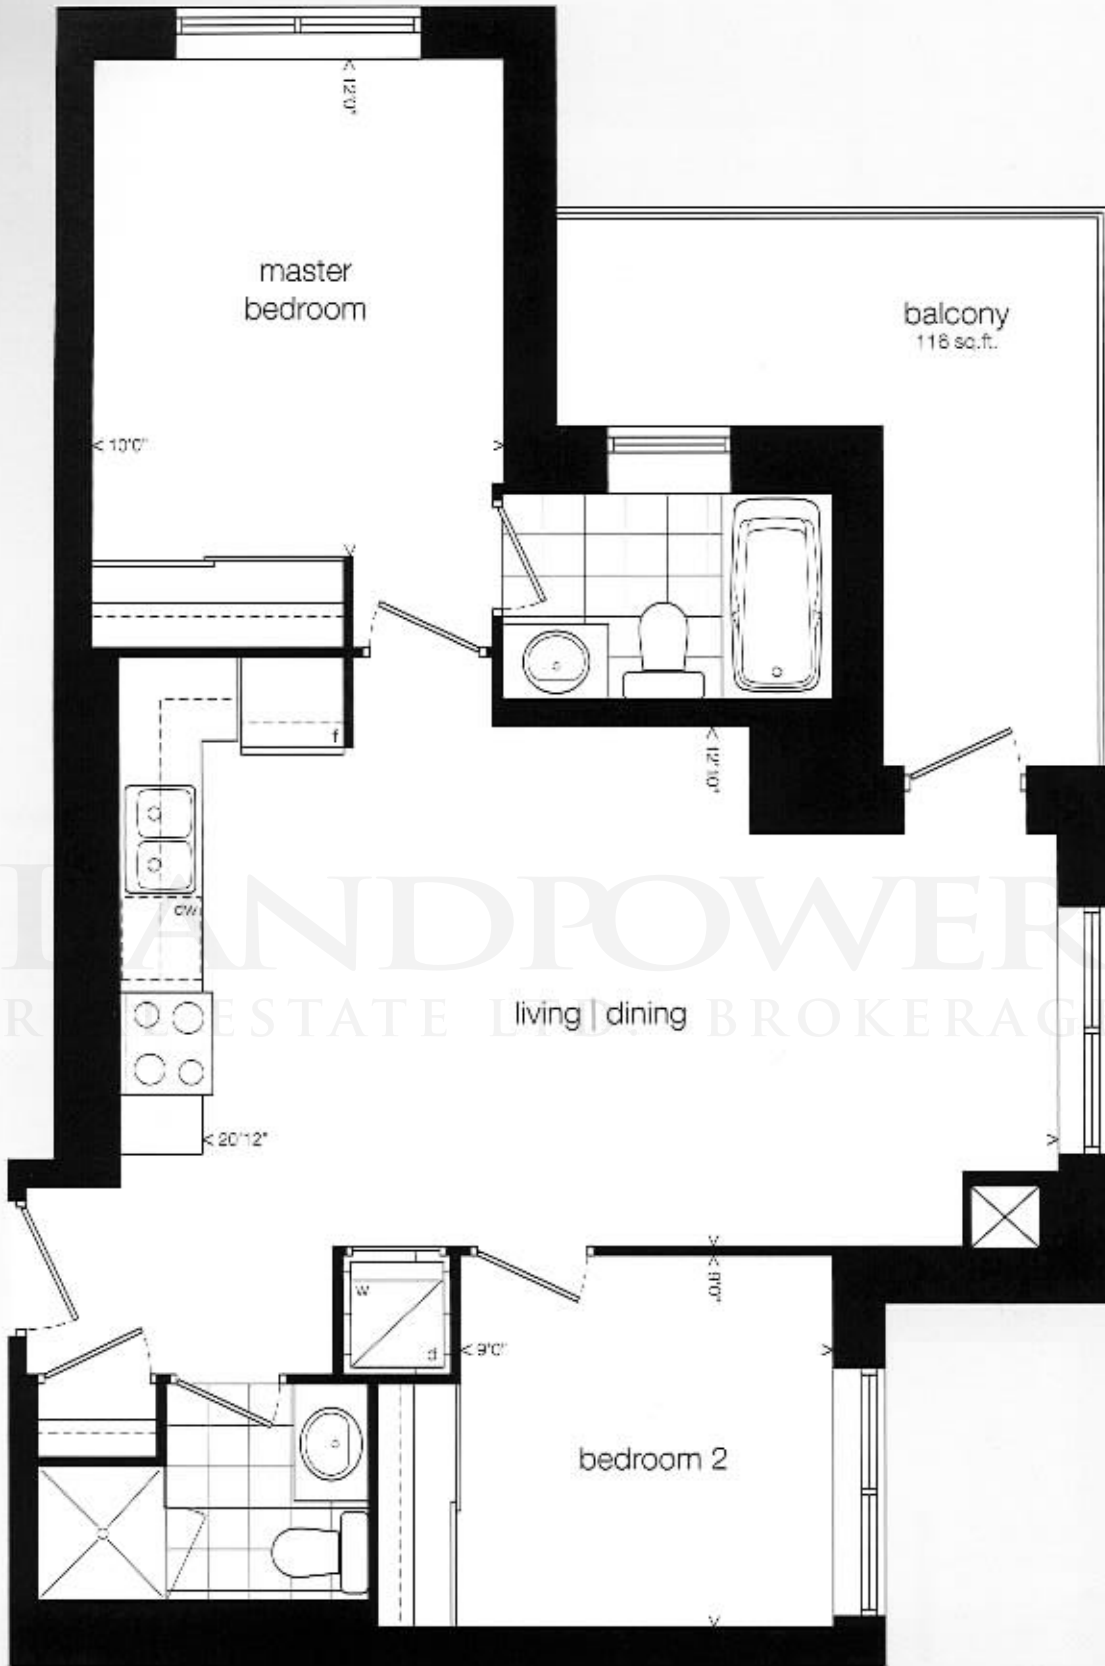 12'0"
master
bedroom
balcony
116 sq.ft.
10'0"
f
12'10"
dw
LANDPOWER
living | dining
REAL ESTATE LTD. BROKERAGE
20'12"
w
9'0"
d
9'0"
bedroom 2